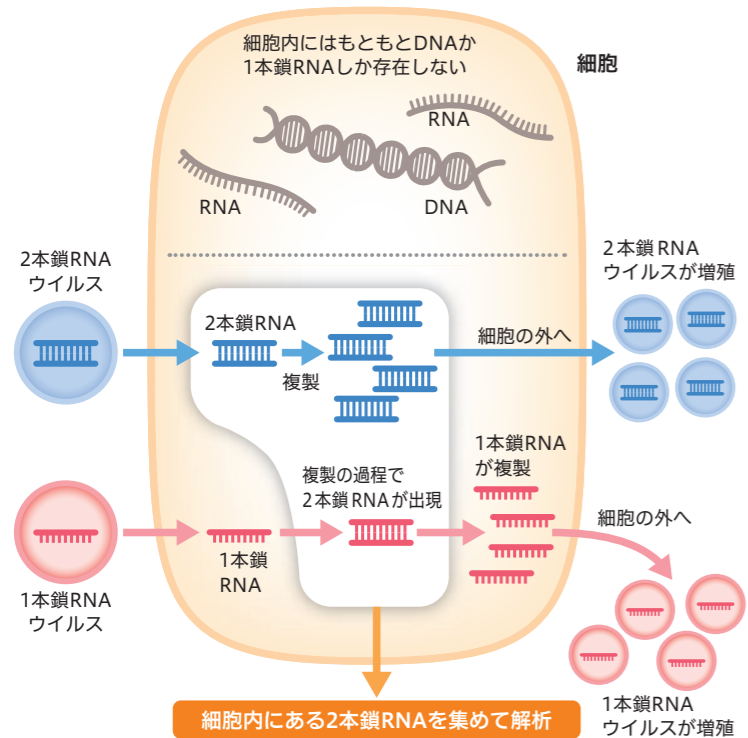 細胞内にはもともとDNAか
1本鎖RNAしか存在しない
細胞
RNA
RNA
DNA
2本鎖RNA
ウイルス
2本鎖RNA
複製
細胞の外へ
2本鎖RNA
ウイルスが増殖
1本鎖RNA
ウイルス
1本鎖
RNA
複製の過程で
2本鎖RNAが出現
1本鎖RNA
が複製
細胞の外へ
1本鎖RNA
ウイルスが増殖
細胞内にある2本鎖RNAを集めて解析